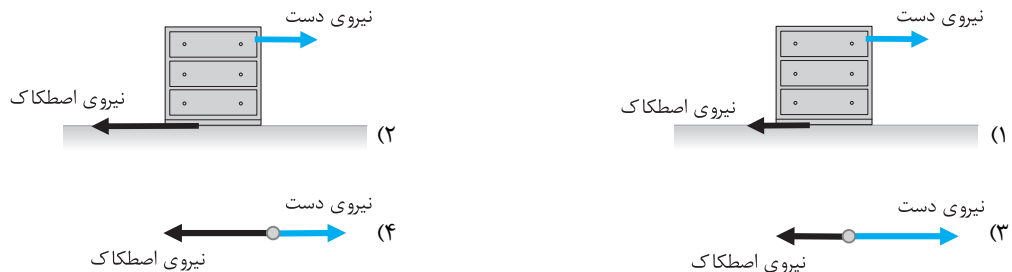 نیروی دست
نیروی اصطکاک
۱)
نیروی دست
نیروی اصطکاک
۲)
نیروی دست
۳)
نیروی اصطکاک
نیروی دست
۴)
نیروی اصطکاک